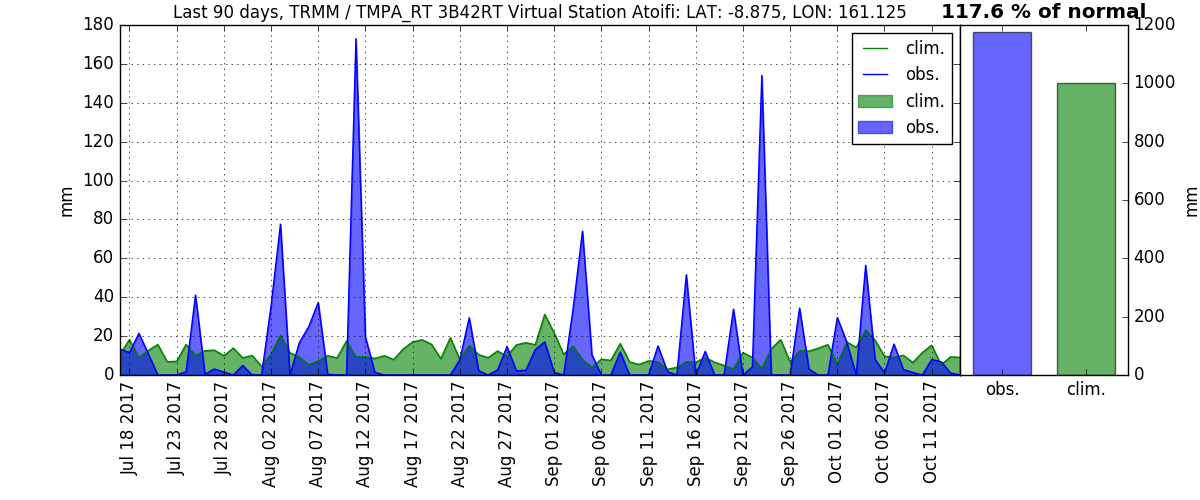 Last 90 days, TRMM / TMPA_RT 3B42RT Virtual Station Atoifi: LAT: -8.875, LON: 161.125
117.6 % of normal
180
160
140
120
100
80
60
40
20
0
mm
clim.
obs.
clim.
obs.
1200
1000
800
600
400
200
0
mm
obs.
clim.
Jul 18 2017
Jul 23 2017
Jul 28 2017
Aug 02 2017
Aug 07 2017
Aug 12 2017
Aug 17 2017
Aug 22 2017
Aug 27 2017
Sep 01 2017
Sep 06 2017
Sep 11 2017
Sep 16 2017
Sep 21 2017
Sep 26 2017
Oct 01 2017
Oct 06 2017
Oct 11 2017